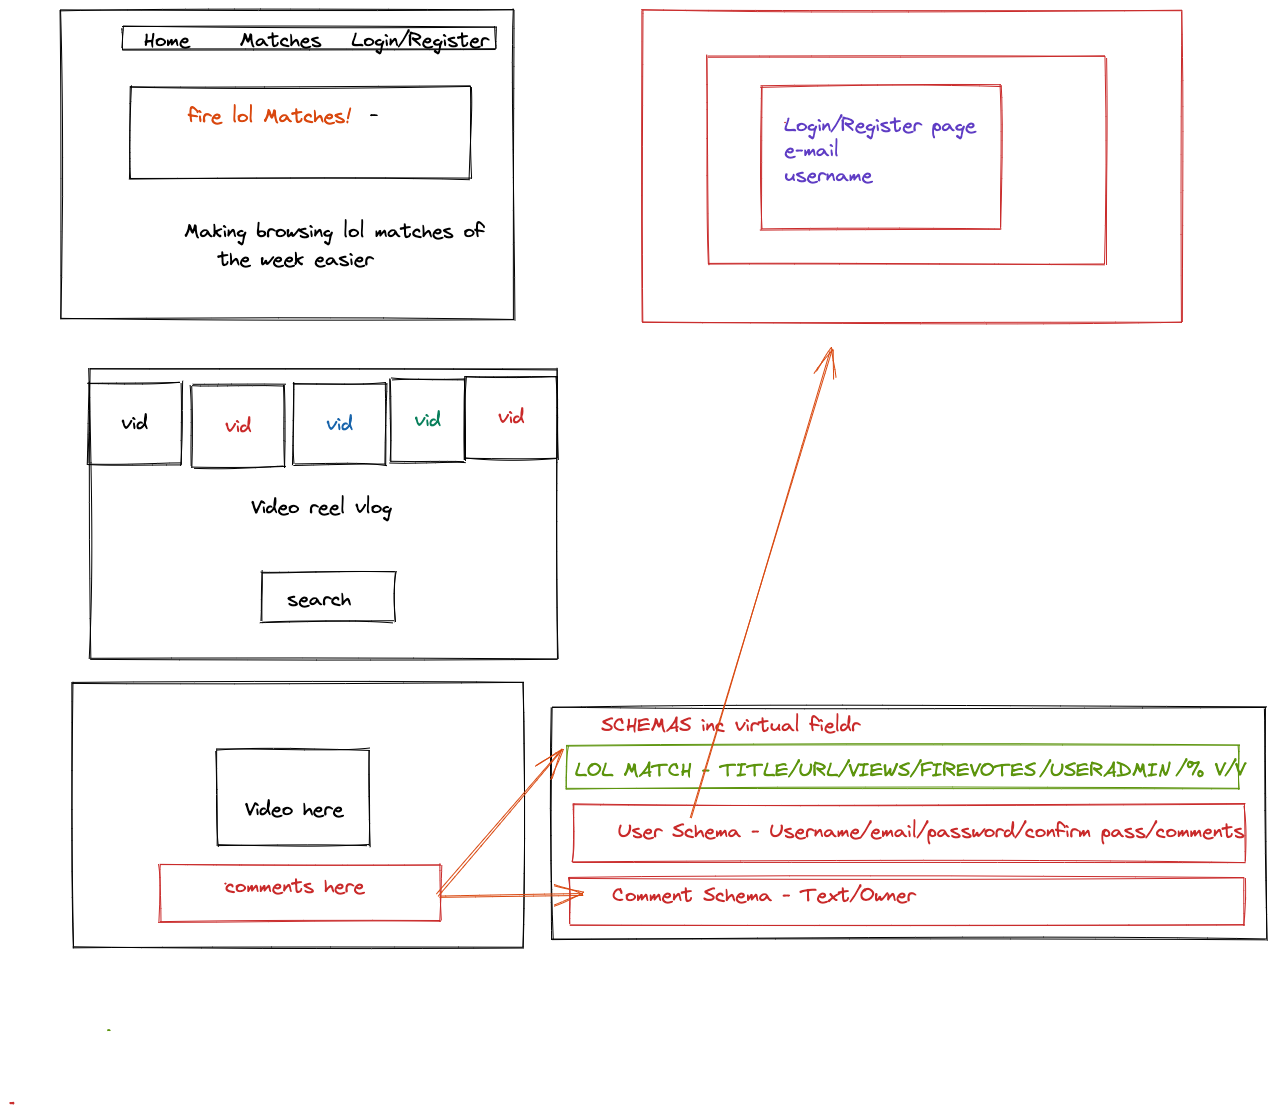 Home Matches Login/Register
fire lol Matches! -
Making browsing lol matches of
the week easier
Login/Register page
e-mail
username
vid vid vid vid vid
Video reel vlog
search
Video here
comments here
SCHEMAS inc virtual fieldr
LOL MATCH - TITLE/URL/VIEWS/FIREVOTES/USERADMIN/% V/V
User Schema - Username/email/password/confirm pass/comments
Comment Schema - Text/Owner